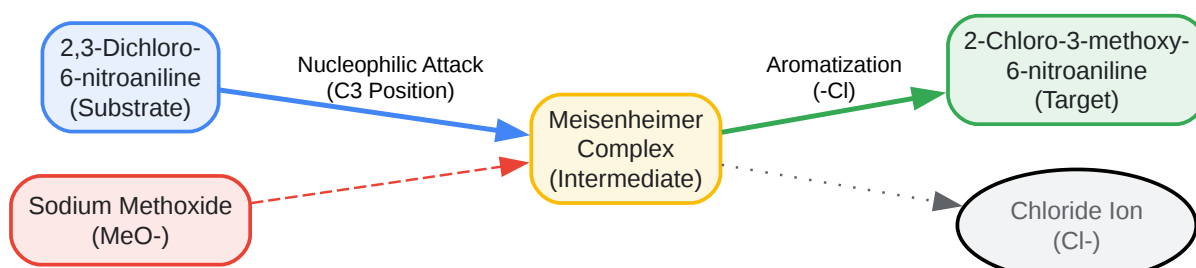 2,3-Dichloro-
6-nitroaniline
(Substrate)
Nucleophilic Attack
(C3 Position)
Sodium Methoxide
(MeO-)
Meisenheimer
Complex
(Intermediate)
Aromatization
(-Cl)
2-Chloro-3-methoxy-
6-nitroaniline
(Target)
Chloride Ion
(Cl-)